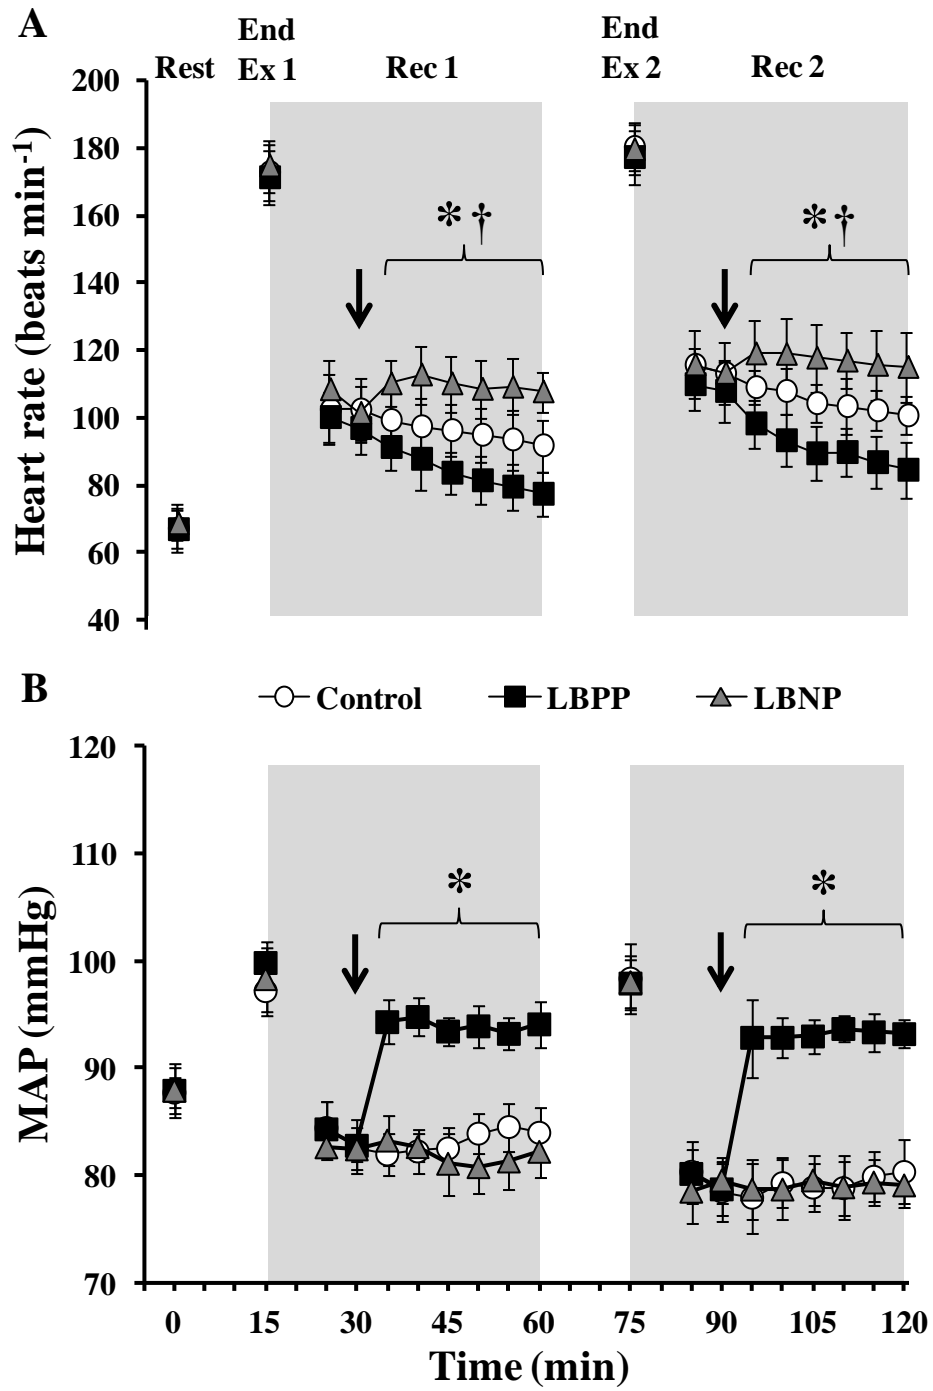 A
End
Ex 1
End
Ex 2
Rest
Rec 1
Rec 2
Heart rate (beats min-1)
200
180
160
140
120
100
80
60
40
* †
* †
B
Control
LBPP
LBNP
MAP (mmHg)
120
110
100
90
80
70
*
*
0 15 30 45 60 75 90 105 120
Time (min)